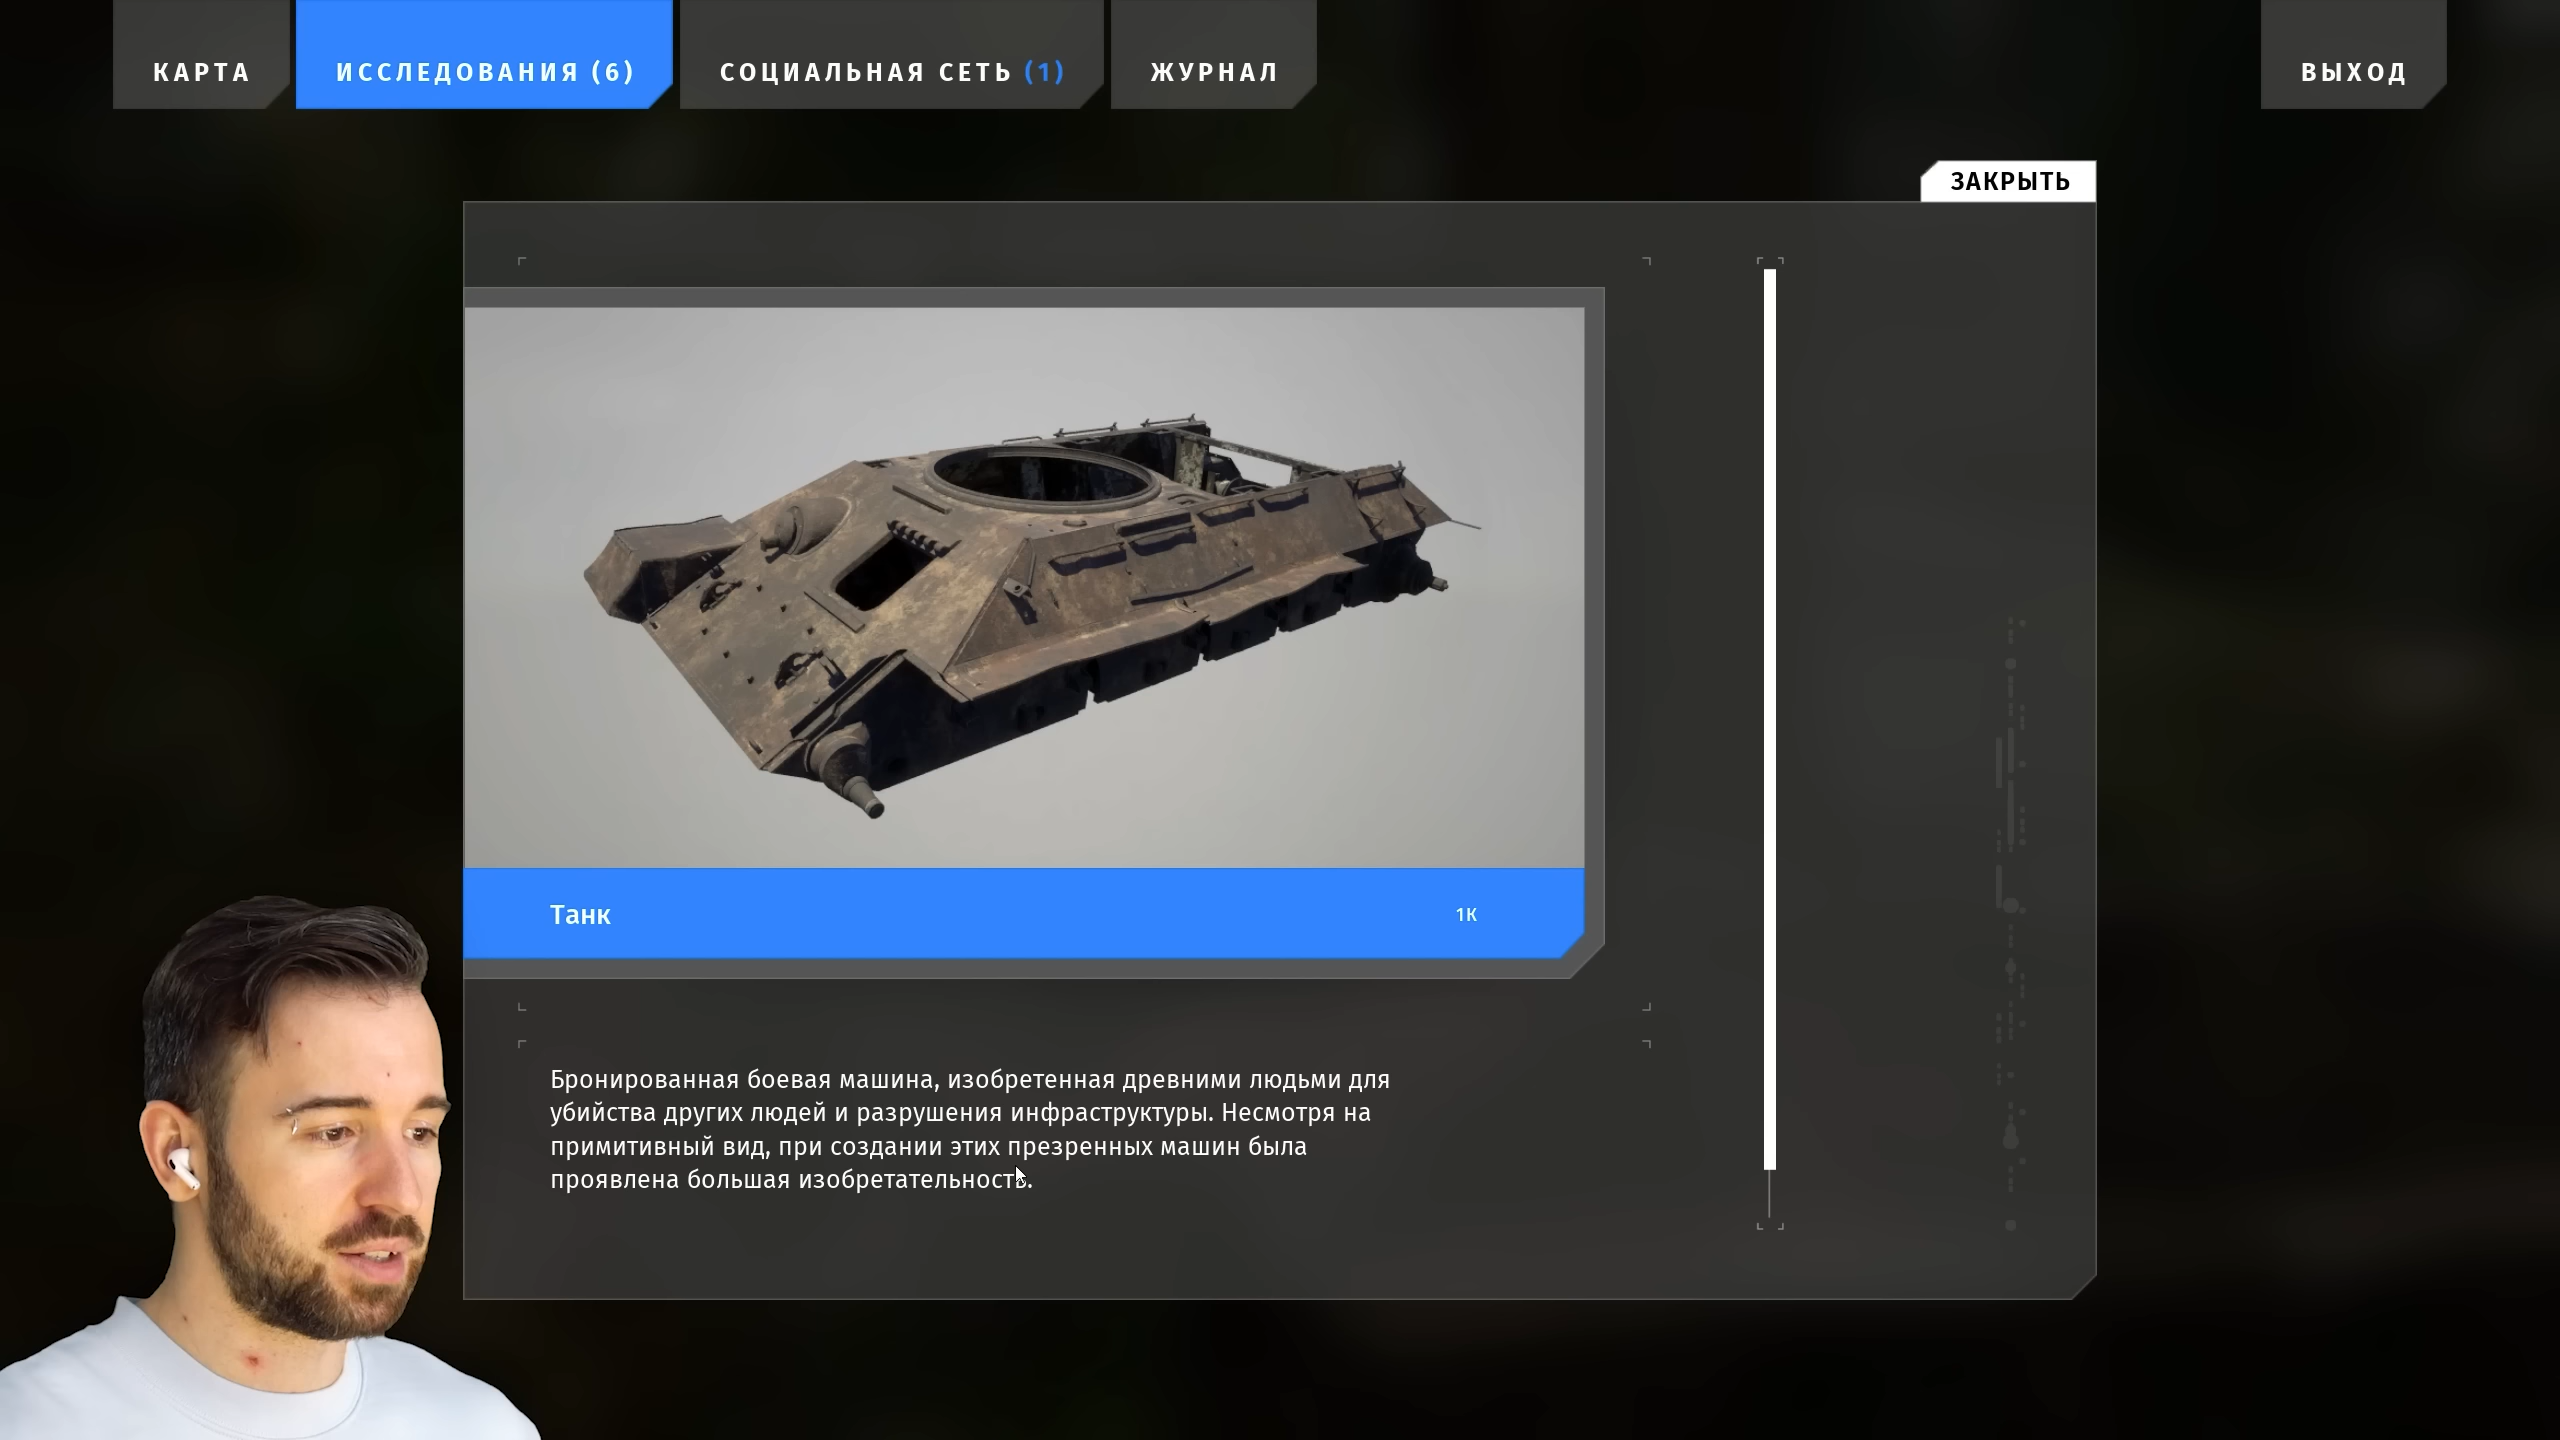 КАРТА
ИССЛЕДОВАНИЯ (6)
СОЦИАЛЬНАЯ СЕТЬ (1)
ЖУРНАЛ
ВЫХОД
ЗАКРЫТЬ
Танк
1К
Бронированная боевая машина, изобретенная древними людьми для
убийства других людей и разрушения инфраструктуры. Несмотря на
примитивный вид, при создании этих презренных машин была
проявлена большая изобретательность.